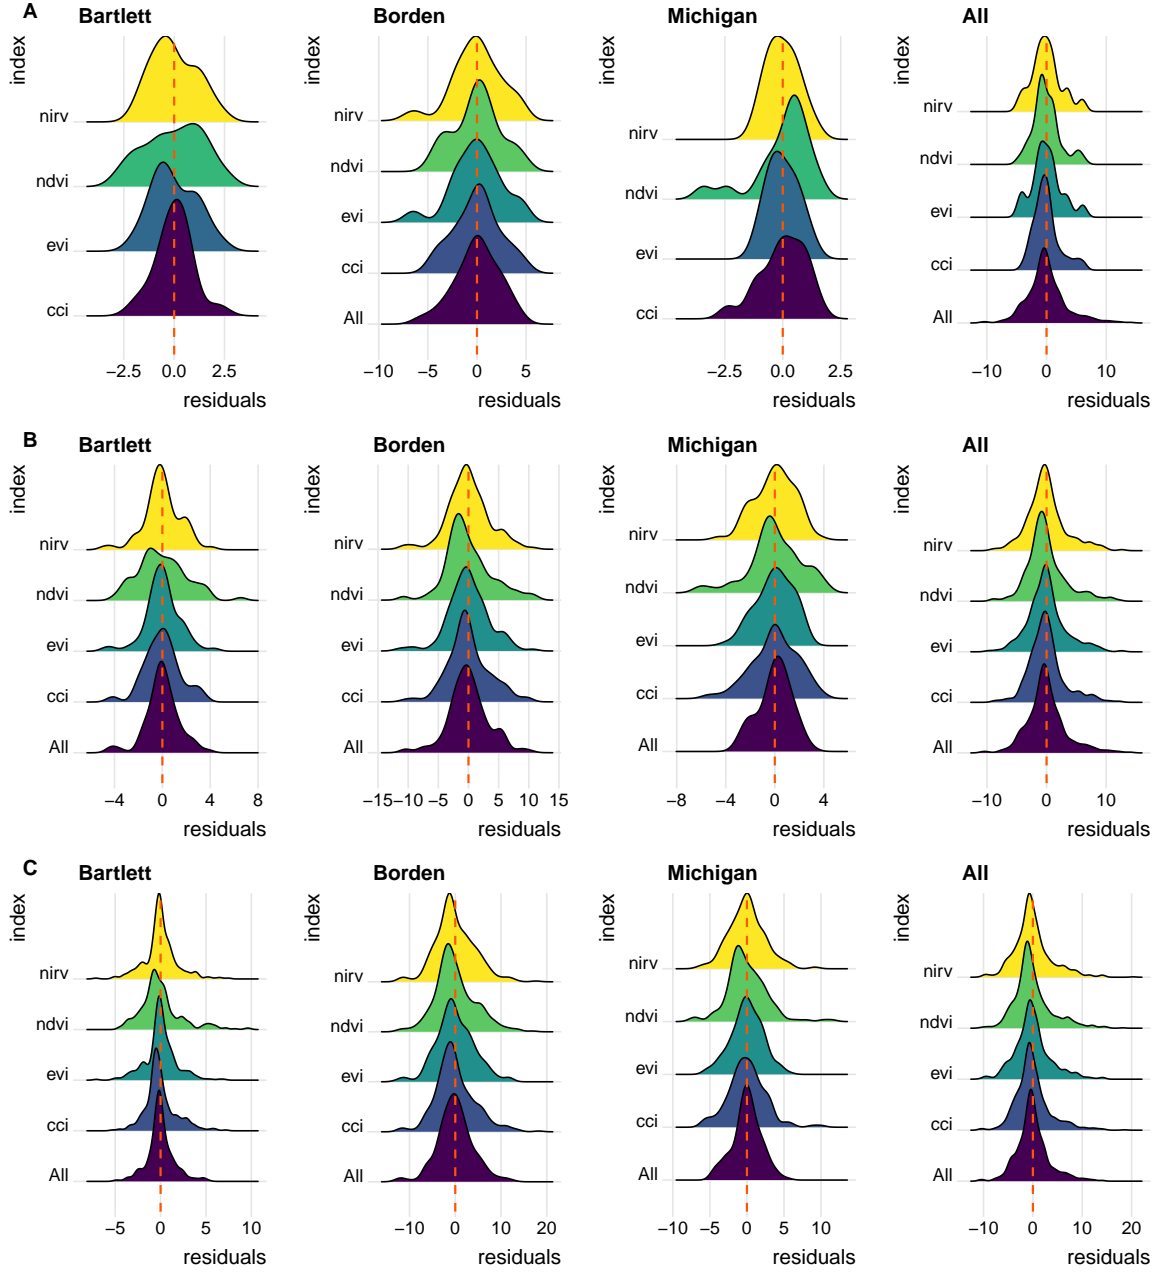 A Bartlett Borden Michigan All
index index index index
nirv nirv nirv nirv
ndvi ndvi ndvi ndvi
evi evi evi evi
cci cci cci cci
All All
−2.5 0.0 2.5 −10 −5 0 5 −2.5 0.0 2.5 −10 0 10
residuals residuals residuals residuals
B Bartlett Borden Michigan All
index index index index
nirv nirv nirv nirv
ndvi ndvi ndvi ndvi
evi evi evi evi
cci cci cci cci
All All All All
−4 0 4 8 −15 −10 −5 0 5 10 15 −8 −4 0 4 −10 0 10
residuals residuals residuals residuals
C Bartlett Borden Michigan All
index index index index
nirv nirv nirv nirv
ndvi ndvi ndvi ndvi
evi evi evi evi
cci cci cci cci
All All All All
−5 0 5 10 −10 0 10 20 −10 −5 0 5 10 −10 0 10 20
residuals residuals residuals residuals